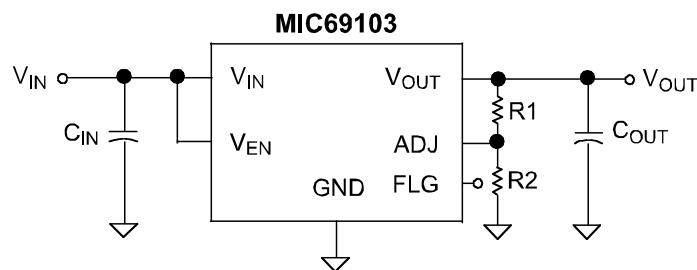 MIC69103
VIN
VIN
VOUT
VOUT
R1
CIN
VEN
ADJ
COUT
GND
FLG
R2